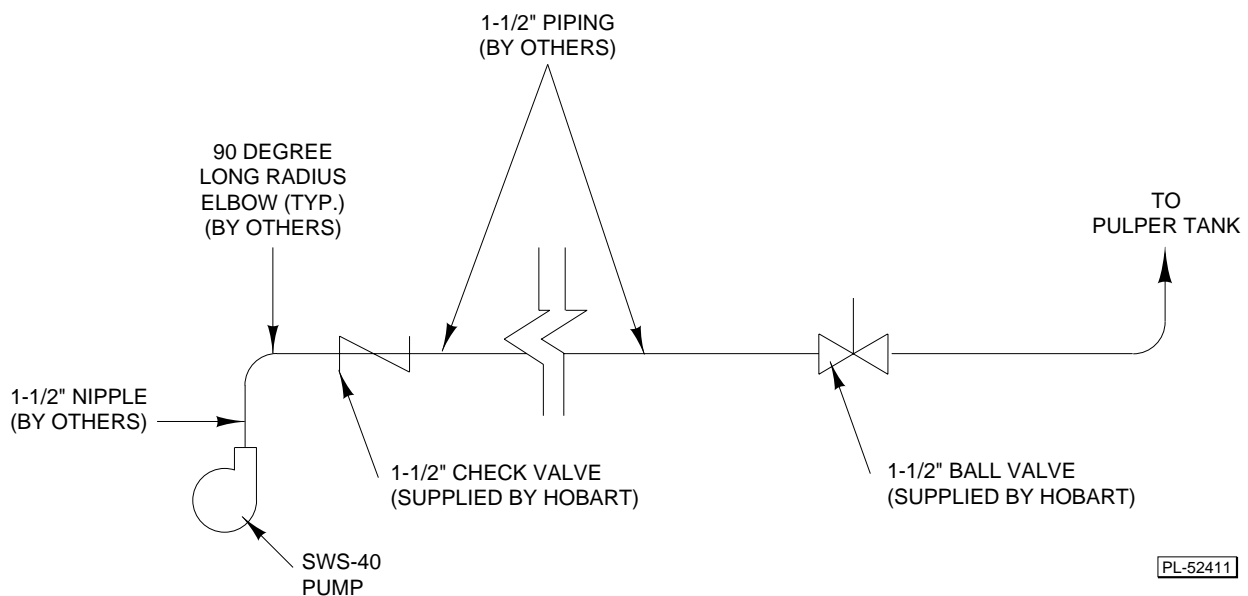 1-1/2" PIPING
(BY OTHERS)
90 DEGREE
LONG RADIUS
ELBOW (TYP.)
(BY OTHERS)
TO
PULPER TANK
1-1/2" NIPPLE
(BY OTHERS)
1-1/2" CHECK VALVE
(SUPPLIED BY HOBART)
1-1/2" BALL VALVE
(SUPPLIED BY HOBART)
SWS-40
PUMP
PL-52411